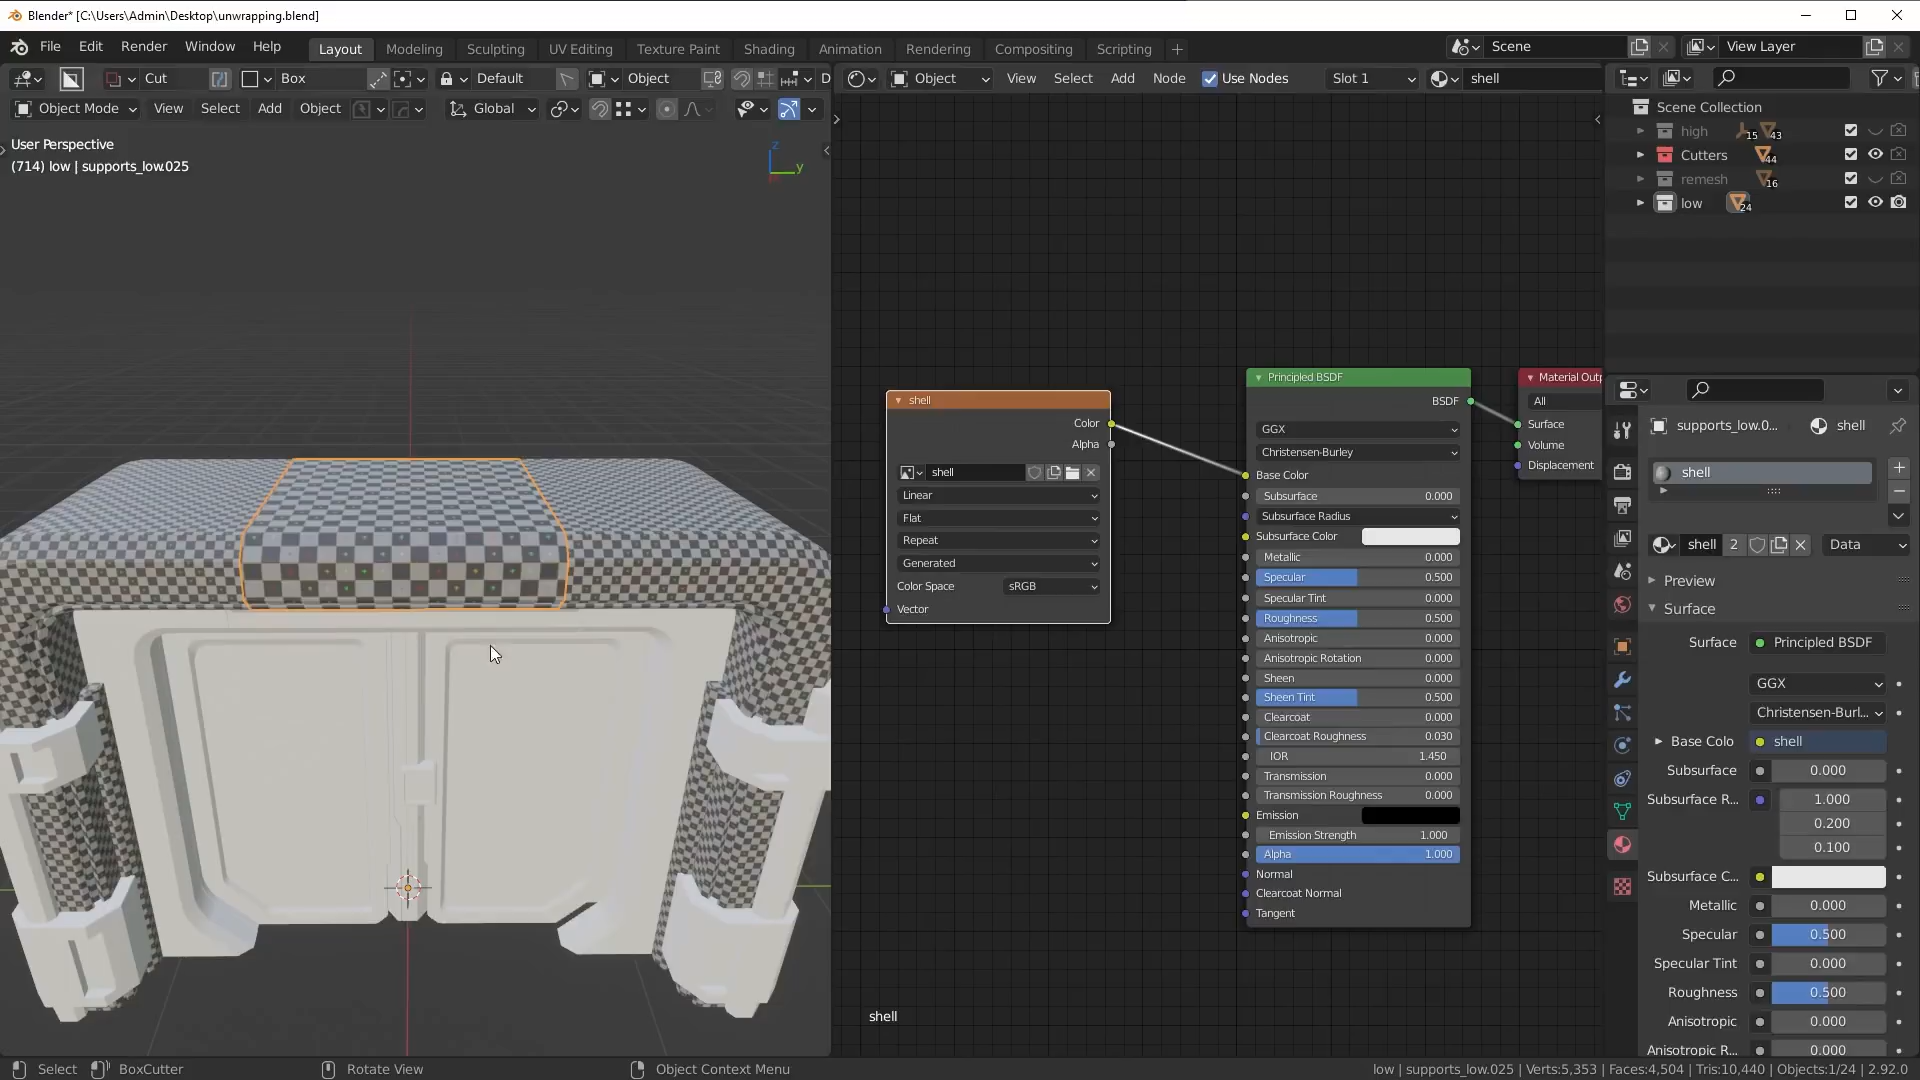 Blender* [C:\Users\Admin\Desktop\unwrapping.blend]
File Edit Render Window Help Layout Modeling Sculpting UV Editing Texture Paint Shading Animation Rendering Compositing Scripting Scene View Layer
Cut Box Default Object D
Object View Select Add Node Use Nodes Slot 1 shell
Object Mode View Select Add Object Global
User Perspective
(714) low | supports_low.025
z
y
Scene Collection
high 15 43
Cutters 44
remesh 16
low 24
shell
Color
Alpha
shell
Linear
Flat
Repeat
Generated
Color Space sRGB
Vector
Principled BSDF
BSDF
GGX
Christensen-Burley
Base Color
Subsurface 0.000
Subsurface Radius
Subsurface Color
Metallic 0.000
Specular 0.500
Specular Tint 0.000
Roughness 0.500
Anisotropic 0.000
Anisotropic Rotation 0.000
Sheen 0.000
Sheen Tint 0.500
Clearcoat 0.000
Clearcoat Roughness 0.030
IOR 1.450
Transmission 0.000
Transmission Roughness 0.000
Emission
Emission Strength 1.000
Alpha 1.000
Normal
Clearcoat Normal
Tangent
Material Outp
All
Surface
Volume
Displacement
shell
supports_low.0... shell
shell
shell 2 Data
Preview
Surface
Surface Principled BSDF
GGX
Christensen-Burl...
Base Colo shell
Subsurface 0.000
Subsurface R... 1.000
0.200
0.100
Subsurface C...
Metallic 0.000
Specular 0.500
Specular Tint 0.000
Roughness 0.500
Anisotropic 0.000
Anisotropic R... 0.000
Select BoxCutter Rotate View Object Context Menu low | supports_low.025 | Verts:5,353 | Faces:4,504 | Tris:10,440 | Objects:1/24 | 2.92.0